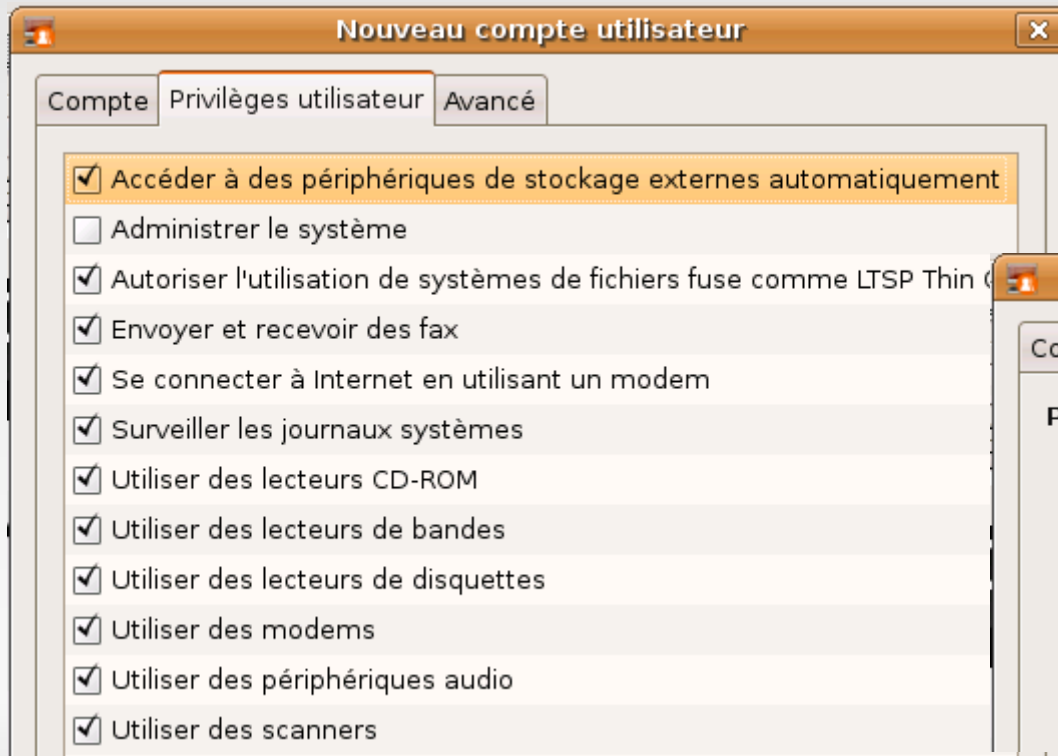 Nouveau compte utilisateur
Compte Privilèges utilisateur Avancé
Accéder à des périphériques de stockage externes automatiquement
Administrer le système
Autoriser l'utilisation de systèmes de fichiers fuse comme LTSP Thin
Envoyer et recevoir des fax
Se connecter à Internet en utilisant un modem
Surveiller les journaux systèmes
Utiliser des lecteurs CD-ROM
Utiliser des lecteurs de bandes
Utiliser des lecteurs de disquettes
Utiliser des modems
Utiliser des périphériques audio
Utiliser des scanners